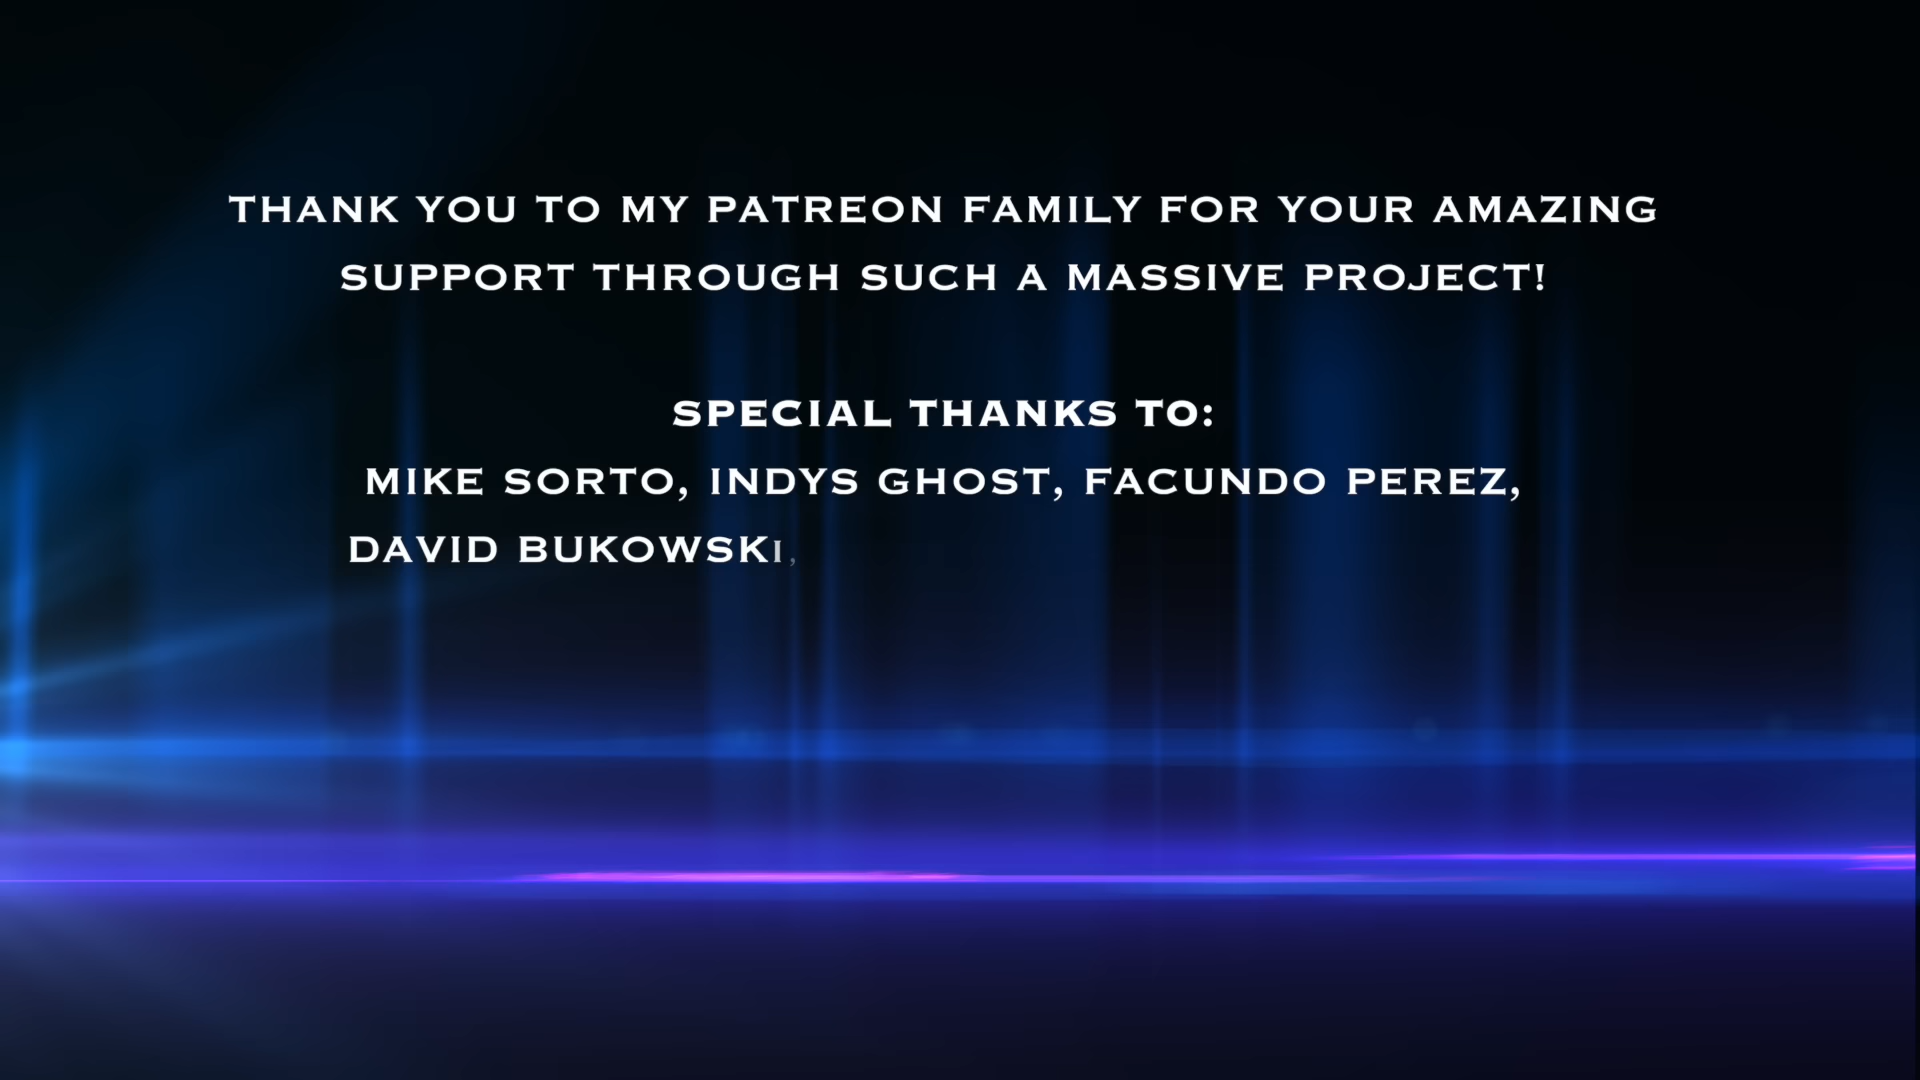 THANK YOU TO MY PATREON FAMILY FOR YOUR AMAZING
SUPPORT THROUGH SUCH A MASSIVE PROJECT!
SPECIAL THANKS TO:
MIKE SORTO, INDYS GHOST, FACUNDO PEREZ,
DAVID BUKOWSKI,